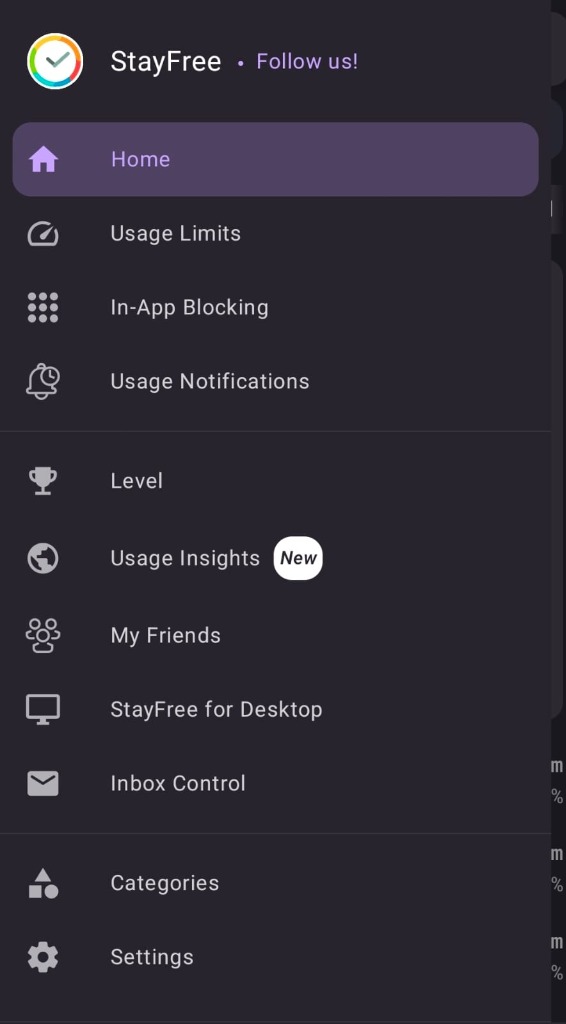 StayFree • Follow us!
Home
Usage Limits
In-App Blocking
Usage Notifications
Level
Usage Insights New
My Friends
StayFree for Desktop
Inbox Control
m
%
Categories
m
%
Settings
m
%